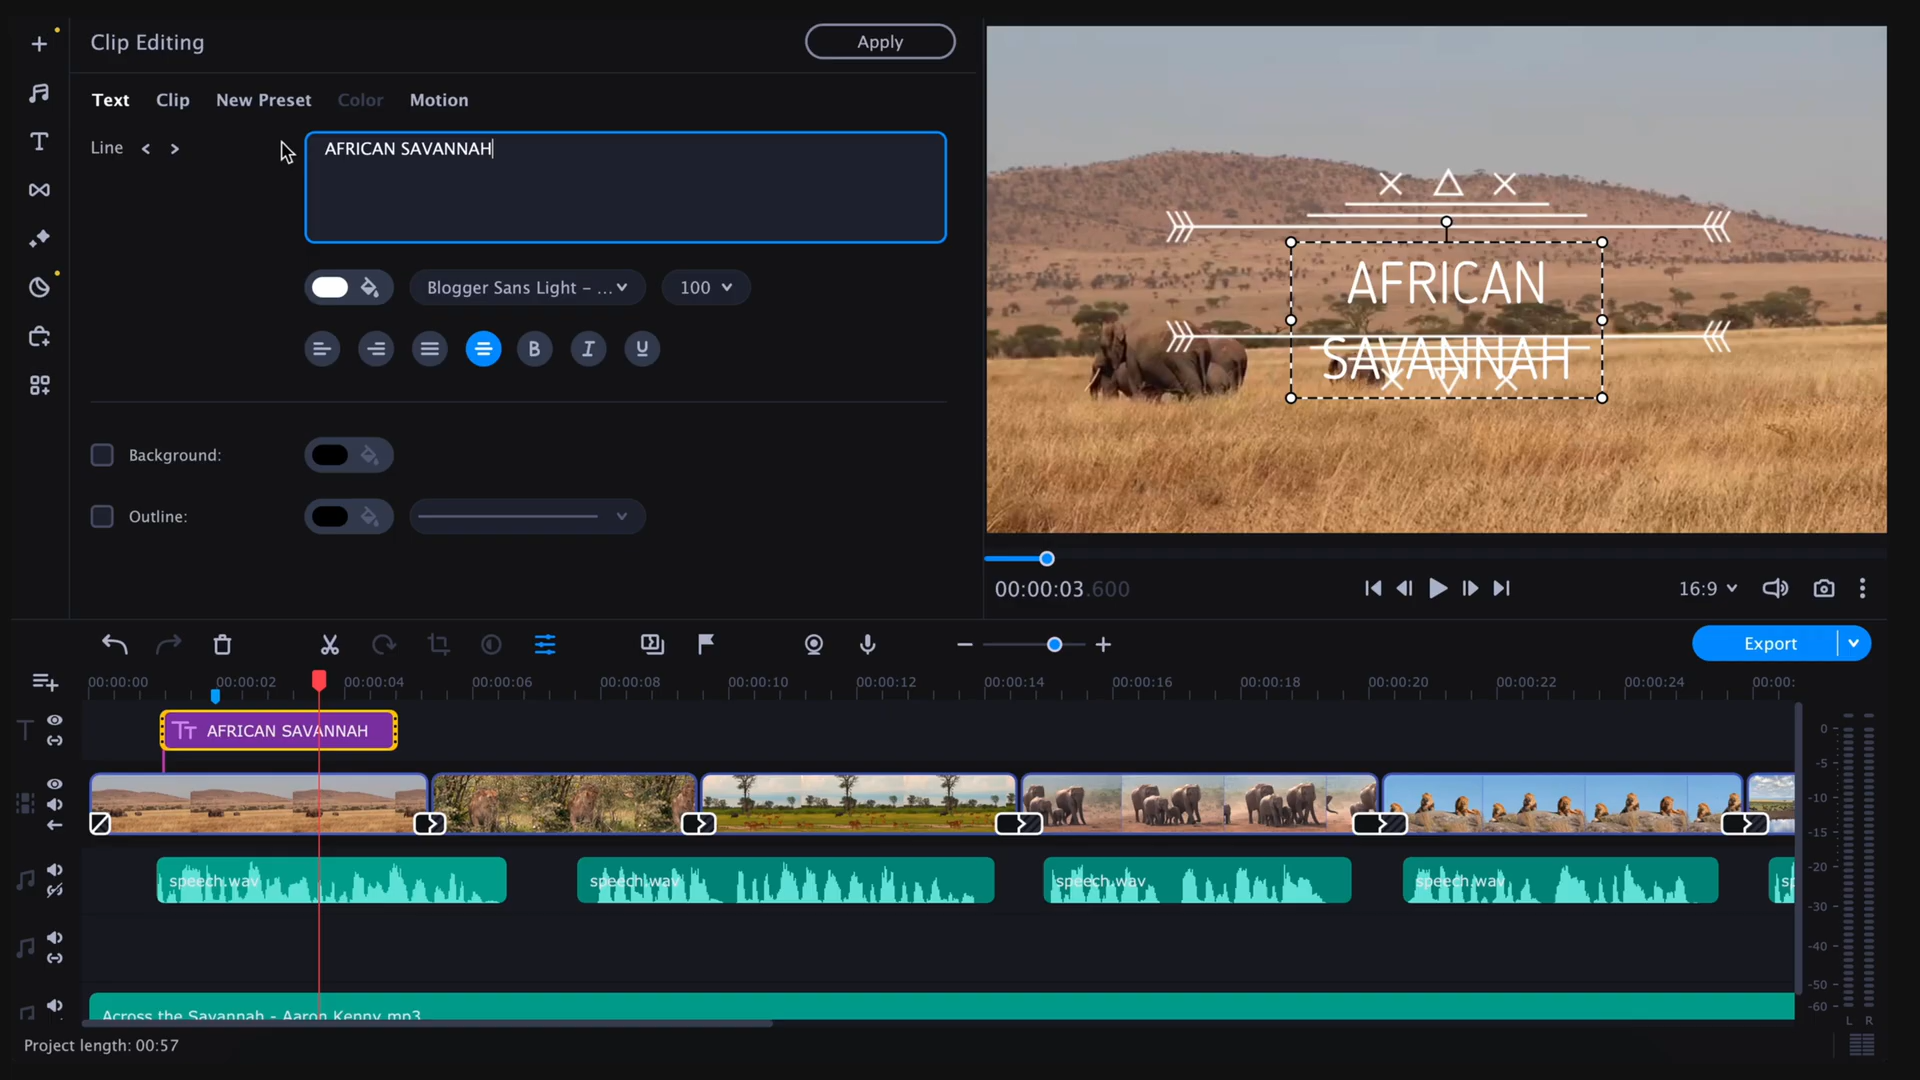 Clip Editing
Apply
Text Clip New Preset Color Motion
Line < >
AFRICAN SAVANNAH
Blogger Sans Light – ...
100
B I U
Background:
Outline:
AFRICAN
SAVANNAH
00:00:03.600
16:9
Export
00:00:00 00:00:02 00:00:04 00:00:06 00:00:08 00:00:10 00:00:12 00:00:14 00:00:16 00:00:18 00:00:20 00:00:22 00:00:24 00:00:
AFRICAN SAVANNAH
speech.wav speech.wav speech.wav speech.wav sp
Across the Savannah - Aaron Kenny.mp3
0
-5
-10
-15
-20
-30
-40
-50
-60
L R
Project length: 00:57